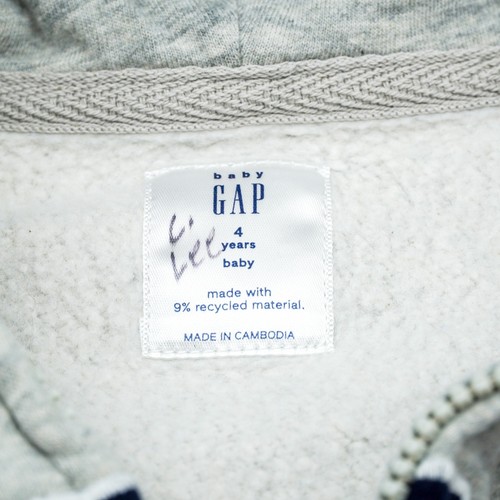 baby
GAP
4
years
baby
made with
9% recycled material.
MADE IN CAMBODIA
L.
Lee